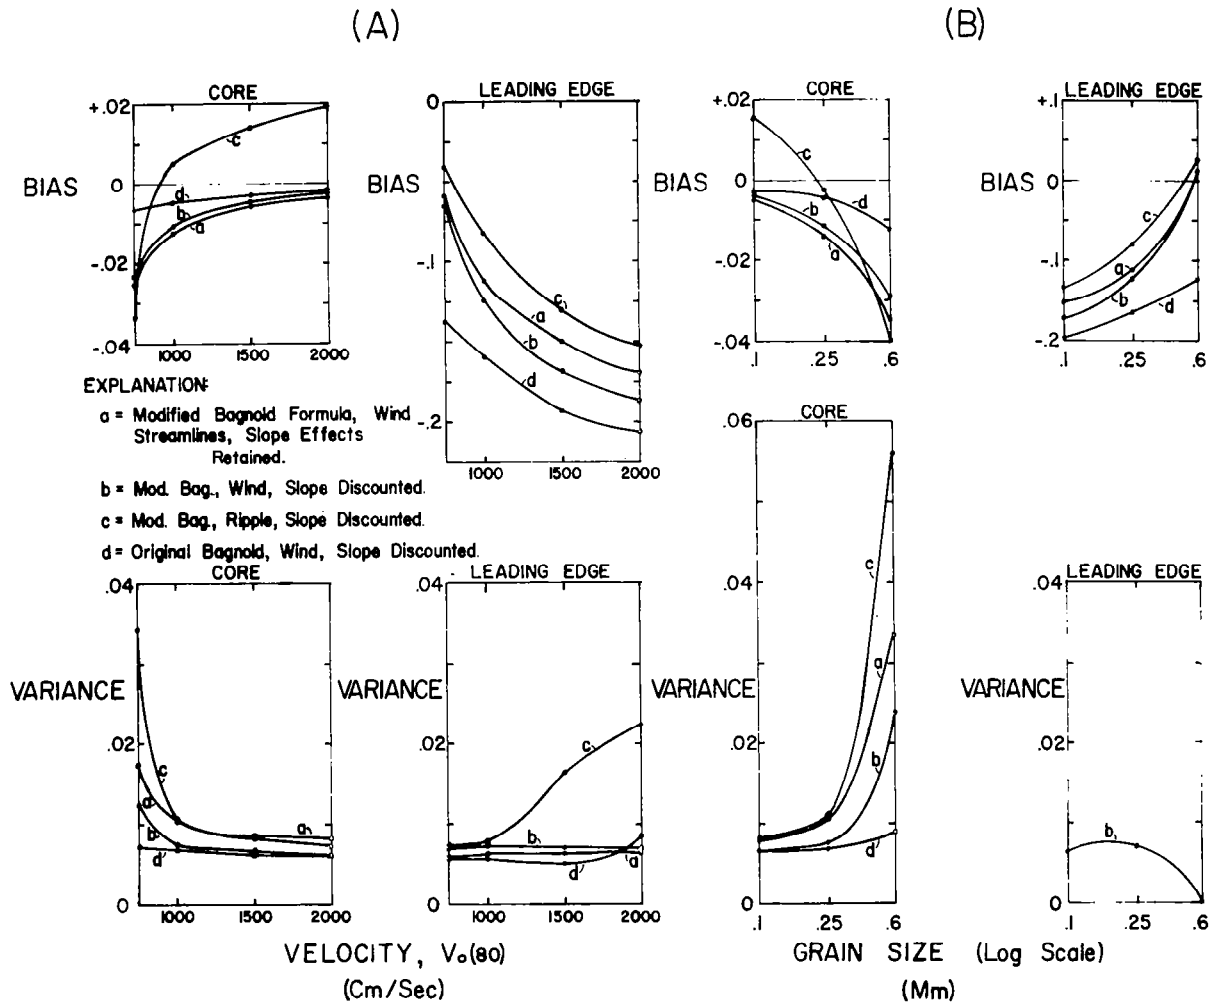 (A)
(B)
CORE
LEADING EDGE
CORE
LEADING EDGE
BIAS
+.02
0
-.02
-.04
1000
1500
2000
c
d
b
a
BIAS
0
-.1
-.2
1000
1500
2000
c
a
b
d
BIAS
+.02
0
-.02
-.04
.1
.25
.6
c
d
b
a
BIAS
+.1
0
-.1
-.2
.1
.25
.6
c
a
b
d
EXPLANATION:
a = Modified Bagnold Formula, Wind
Streamlines, Slope Effects
Retained.
b = Mod. Bag., Wind, Slope Discounted.
c = Mod. Bag., Ripple, Slope Discounted.
d = Original Bagnold, Wind, Slope Discounted.
CORE
LEADING EDGE
CORE
LEADING EDGE
VARIANCE
.04
.02
0
1000
1500
2000
c
a
b
d
a
VARIANCE
.04
.02
0
1000
1500
2000
c
b
a
d
VARIANCE
.06
.04
.02
0
.1
.25
.6
c
a
b
d
VARIANCE
.04
.02
0
.1
.25
.6
b
VELOCITY, Vo(80)
(Cm/Sec)
GRAIN SIZE (Log Scale)
(Mm)